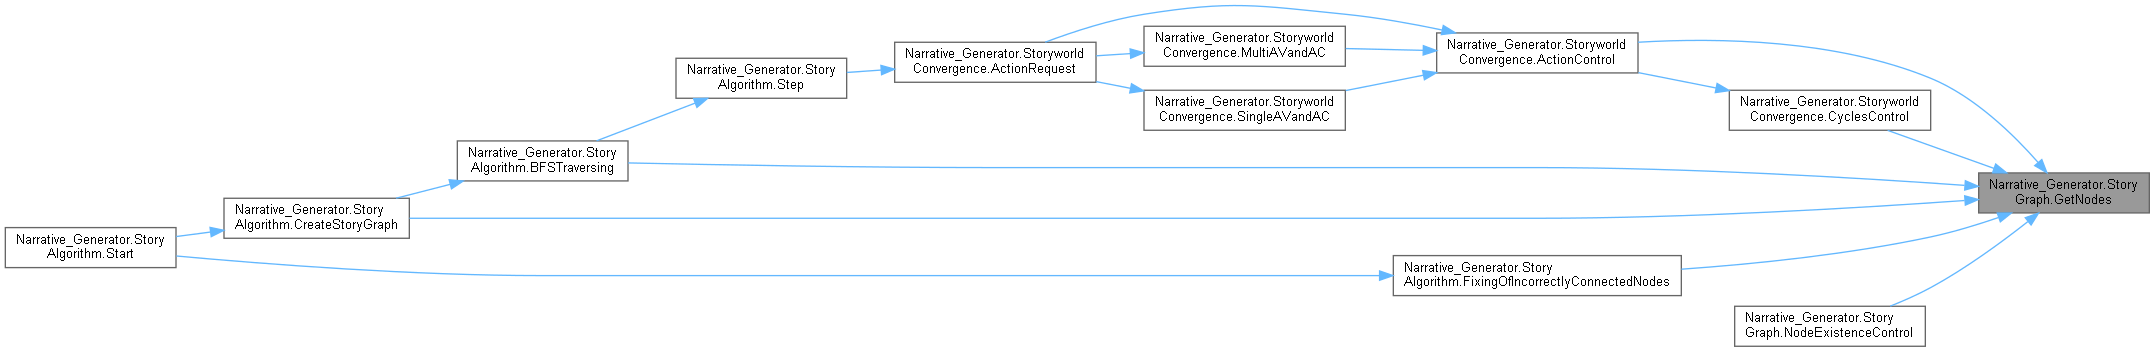 Narrative_Generator.Storyworld
Convergence.MultiAVandAC
Narrative_Generator.Storyworld
Convergence.ActionControl
Narrative_Generator.Storyworld
Convergence.ActionRequest
Narrative_Generator.Story
Algorithm.Step
Narrative_Generator.Storyworld
Convergence.SingleAVandAC
Narrative_Generator.Storyworld
Convergence.CyclesControl
Narrative_Generator.Story
Algorithm.BFSTraversing
Narrative_Generator.Story
Graph.GetNodes
Narrative_Generator.Story
Algorithm.CreateStoryGraph
Narrative_Generator.Story
Algorithm.Start
Narrative_Generator.Story
Algorithm.FixingOfIncorrectlyConnectedNodes
Narrative_Generator.Story
Graph.NodeExistenceControl